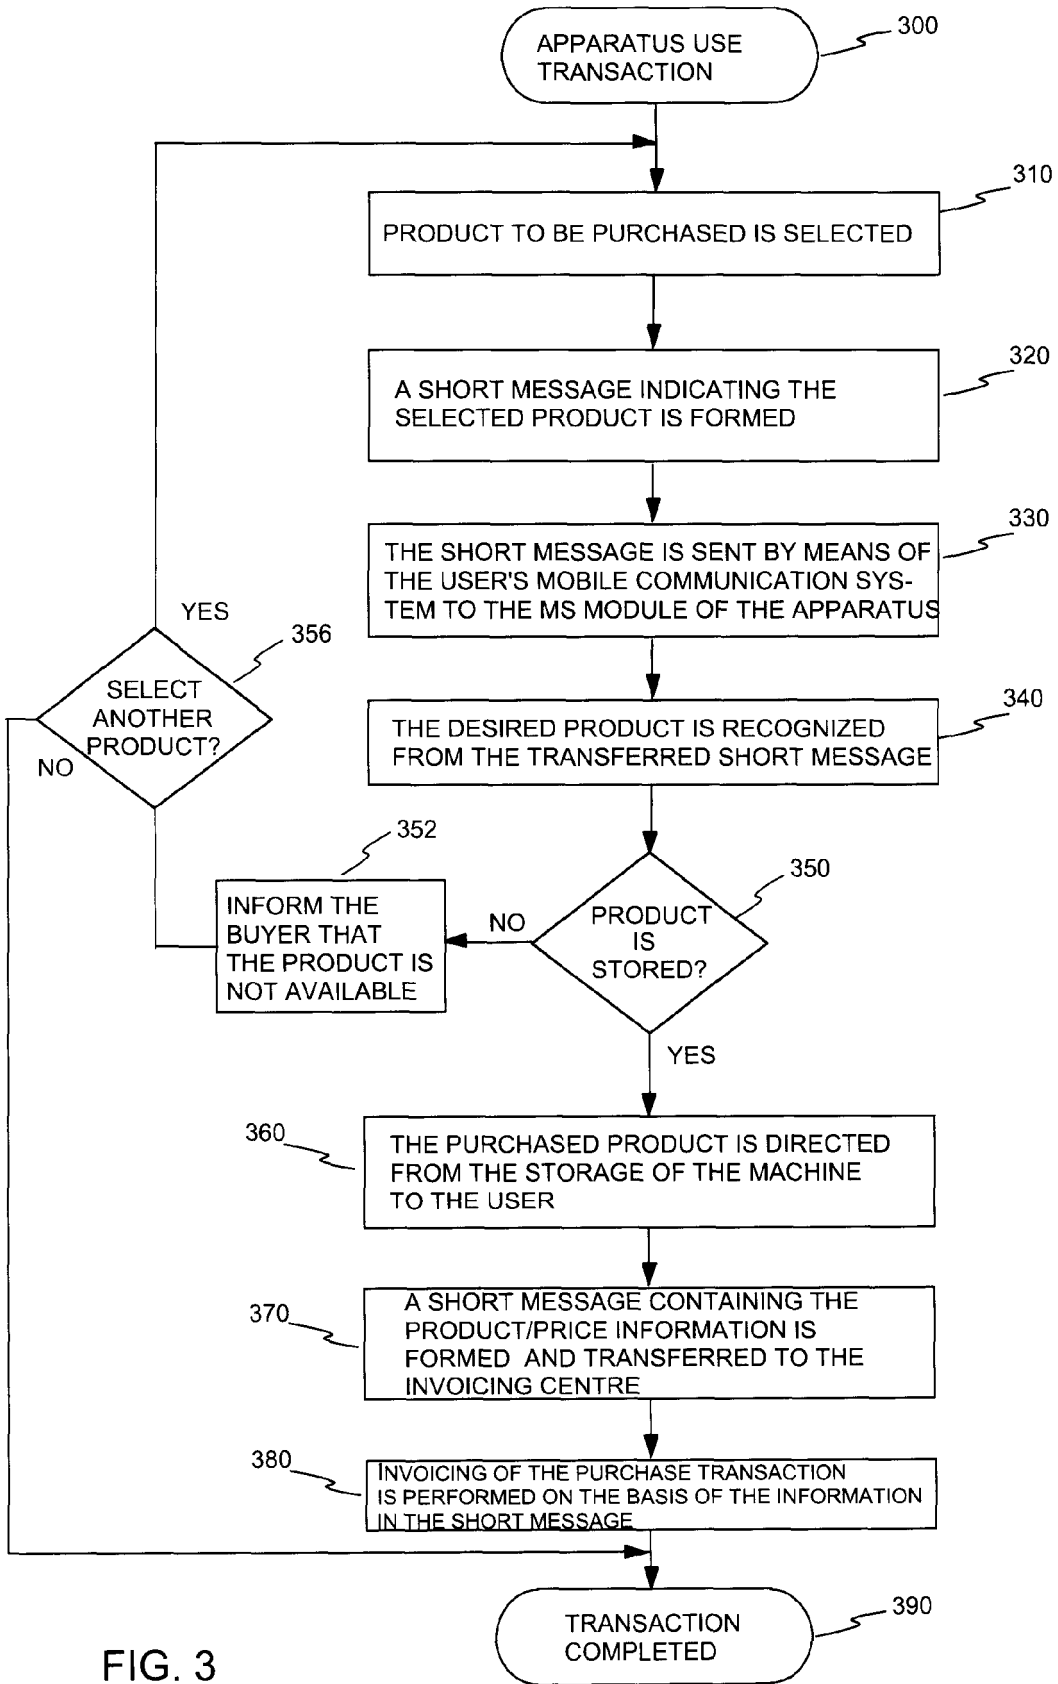 APPARATUS USE
TRANSACTION
300
310
PRODUCT TO BE PURCHASED IS SELECTED
320
A SHORT MESSAGE INDICATING THE
SELECTED PRODUCT IS FORMED
330
THE SHORT MESSAGE IS SENT BY MEANS OF
THE USER'S MOBILE COMMUNICATION SYS-
TEM TO THE MS MODULE OF THE APPARATUS
YES
356
SELECT
ANOTHER
PRODUCT?
NO
340
THE DESIRED PRODUCT IS RECOGNIZED
FROM THE TRANSFERRED SHORT MESSAGE
352
INFORM THE
BUYER THAT
THE PRODUCT IS
NOT AVAILABLE
NO
350
PRODUCT
IS
STORED?
YES
360
THE PURCHASED PRODUCT IS DIRECTED
FROM THE STORAGE OF THE MACHINE
TO THE USER
370
A SHORT MESSAGE CONTAINING THE
PRODUCT/PRICE INFORMATION IS
FORMED AND TRANSFERRED TO THE
INVOICING CENTRE
380
INVOICING OF THE PURCHASE TRANSACTION
IS PERFORMED ON THE BASIS OF THE INFORMATION
IN THE SHORT MESSAGE
390
TRANSACTION
COMPLETED
FIG. 3